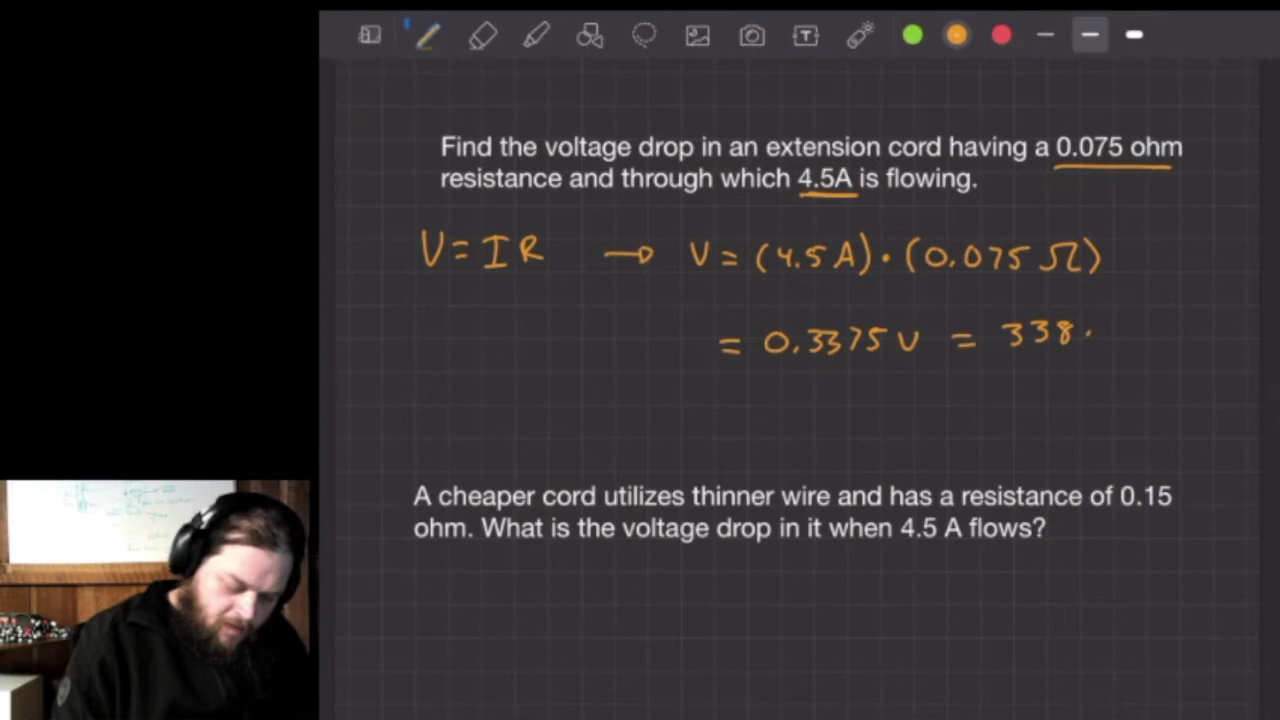 Find the voltage drop in an extension cord having a 0.075 ohm
resistance and through which 4.5A is flowing.
V = IR → V = (4.5 A) · (0.075 Ω)
= 0.3375 V = 338.
A cheaper cord utilizes thinner wire and has a resistance of 0.15
ohm. What is the voltage drop in it when 4.5 A flows?